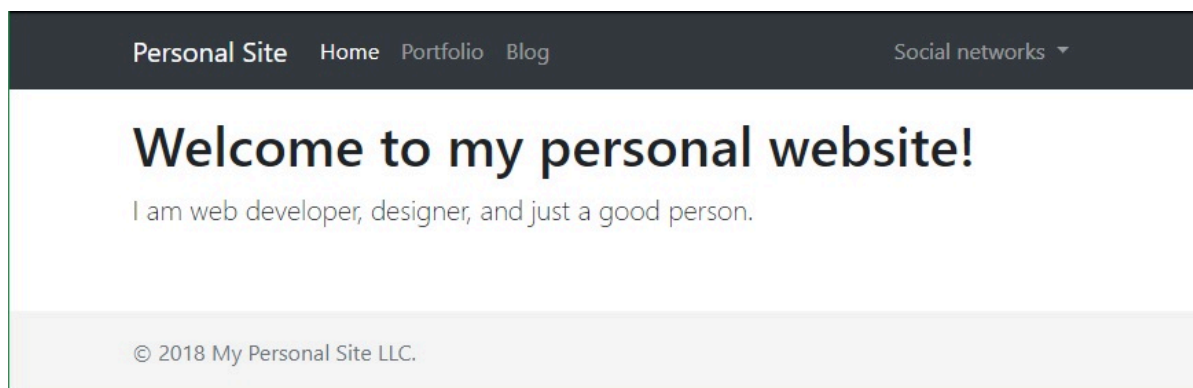 Personal Site Home Portfolio Blog Social networks
Welcome to my personal website!
I am web developer, designer, and just a good person.
© 2018 My Personal Site LLC.